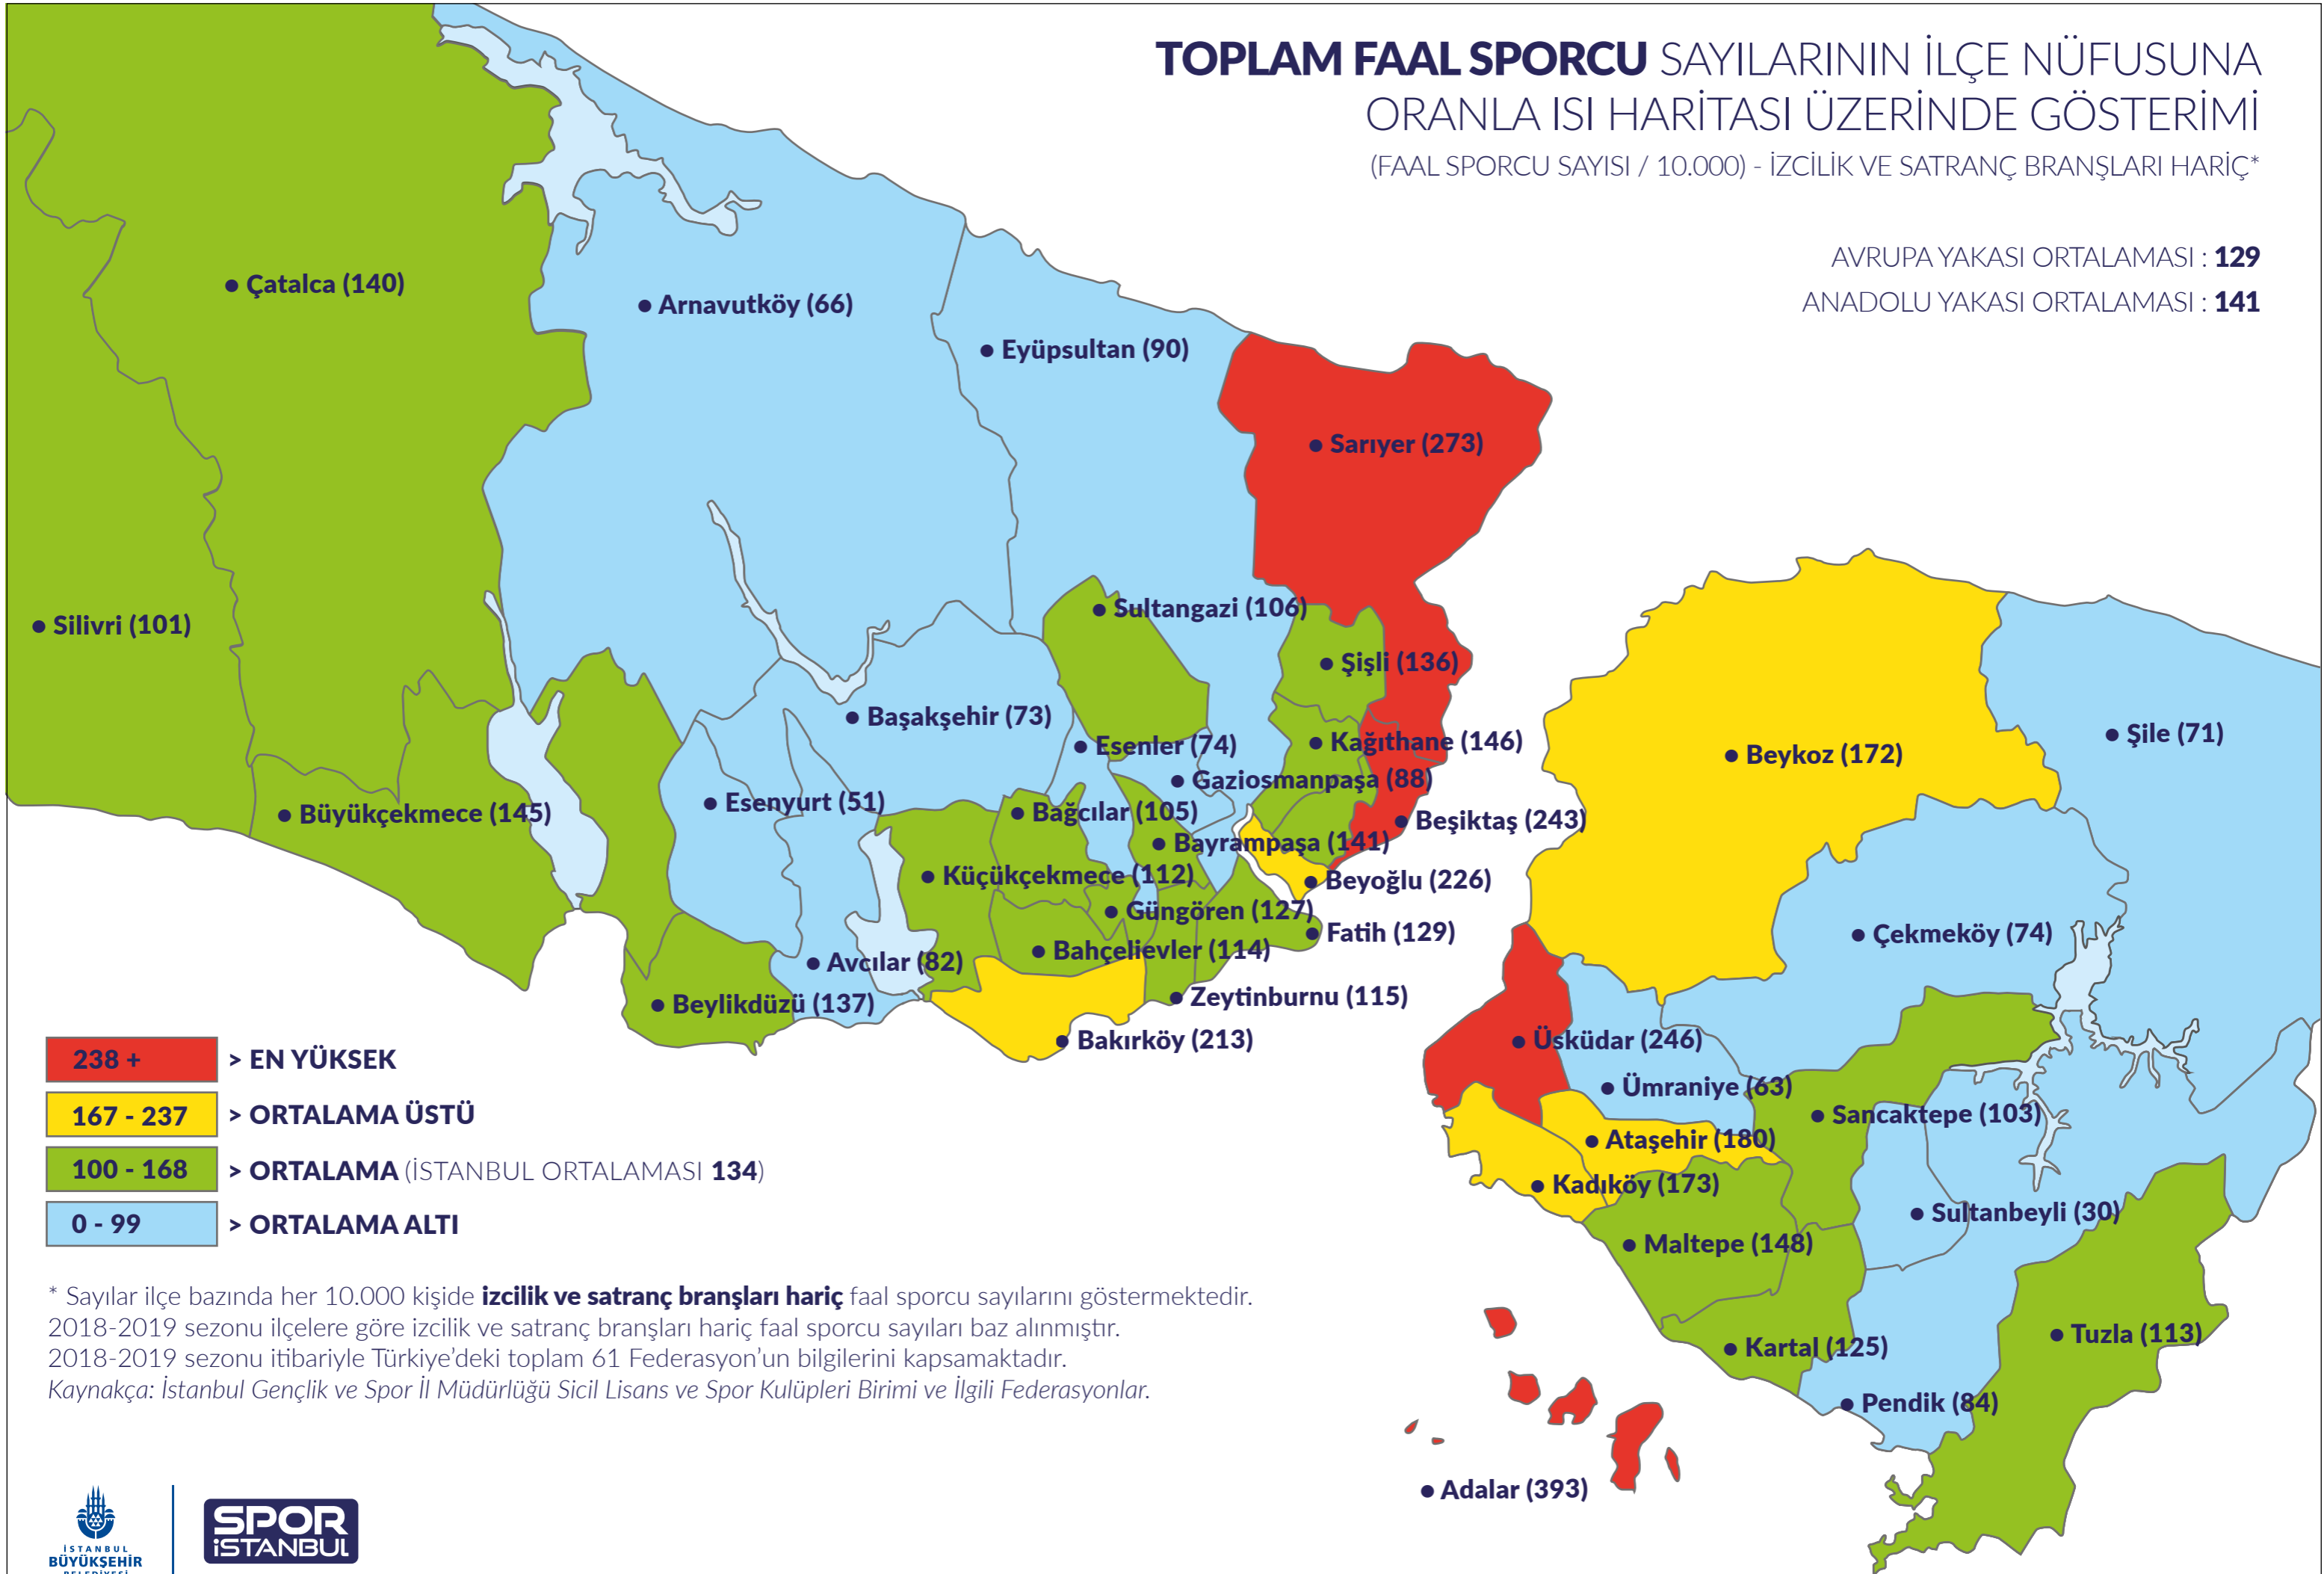 TOPLAM FAAL SPORCU SAYILARININ İLÇE NÜFUSUNA
ORANLA ISI HARİTASI ÜZERİNDE GÖSTERİMİ
(FAAL SPORCU SAYISI / 10.000) - İZCİLİK VE SATRANÇ BRANŞLARI HARİÇ*
AVRUPA YAKASI ORTALAMASI : 129
ANADOLU YAKASI ORTALAMASI : 141
Çatalca (140)
Arnavutköy (66)
Eyüpsultan (90)
Sarıyer (273)
Sultangazi (106)
Silivri (101)
Şişli (136)
Başakşehir (73)
Esenler (74)
Kağıthane (146)
Şile (71)
Beykoz (172)
Gaziosmanpaşa (88)
Esenyurt (51)
Büyükçekmece (145)
Bağcılar (105)
Beşiktaş (243)
Bayrampaşa (141)
Küçükçekmece (112)
Beyoğlu (226)
Güngören (127)
Fatih (129)
Çekmeköy (74)
Bahçelievler (114)
Avcılar (82)
Zeytinburnu (115)
Beylikdüzü (137)
Bakırköy (213)
Üsküdar (246)
Ümraniye (63)
Sancaktepe (103)
Ataşehir (180)
Kadıköy (173)
Sultanbeyli (30)
Maltepe (148)
Tuzla (113)
Kartal (125)
Pendik (84)
Adalar (393)
238 + > EN YÜKSEK
167 - 237 > ORTALAMA ÜSTÜ
100 - 168 > ORTALAMA (İSTANBUL ORTALAMASI 134)
0 - 99 > ORTALAMA ALTI
* Sayılar ilçe bazında her 10.000 kişide izcilik ve satranç branşları hariç faal sporcu sayılarını göstermektedir.
2018-2019 sezonu ilçelere göre izcilik ve satranç branşları hariç faal sporcu sayıları baz alınmıştır.
2018-2019 sezonu itibariyle Türkiye'deki toplam 61 Federasyon'un bilgilerini kapsamaktadır.
Kaynakça: İstanbul Gençlik ve Spor İl Müdürlüğü Sicil Lisans ve Spor Kulüpleri Birimi ve İlgili Federasyonlar.
İSTANBUL
BÜYÜKŞEHİR
BELEDİYESİ
SPOR
İSTANBUL